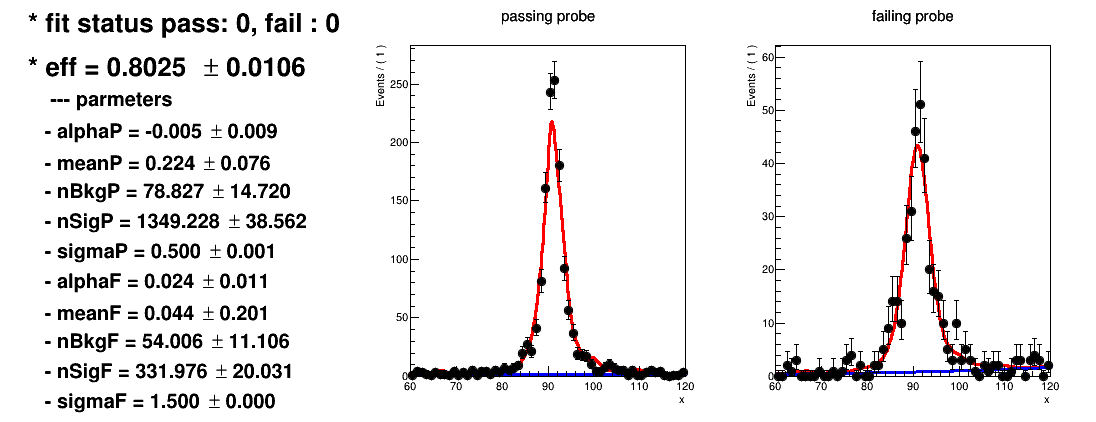 * fit status pass: 0, fail : 0
* eff = 0.8025 ± 0.0106
--- parmeters
- alphaP = -0.005 ± 0.009
- meanP = 0.224 ± 0.076
- nBkgP = 78.827 ± 14.720
- nSigP = 1349.228 ± 38.562
- sigmaP = 0.500 ± 0.001
- alphaF = 0.024 ± 0.011
- meanF = 0.044 ± 0.201
- nBkgF = 54.006 ± 11.106
- nSigF = 331.976 ± 20.031
- sigmaF = 1.500 ± 0.000
passing probe
Events / ( 1 )
250
200
150
100
50
0
60 70 80 90 100 110 120
x
failing probe
Events / ( 1 )
60
50
40
30
20
10
0
60 70 80 90 100 110 120
x